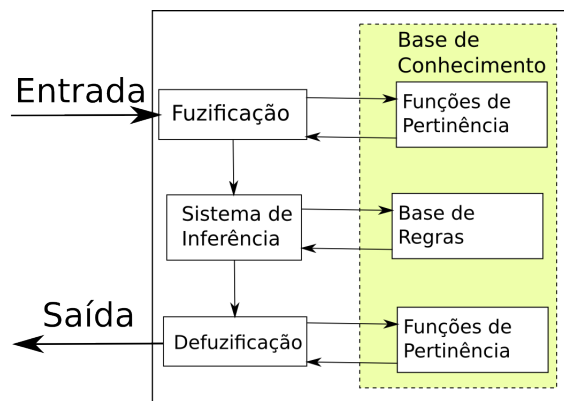 Base de
Conhecimento
Entrada
Fuzificação
Funções de
Pertinência
Sistema de
Inferência
Base de
Regras
Saída
Defuzificação
Funções de
Pertinência